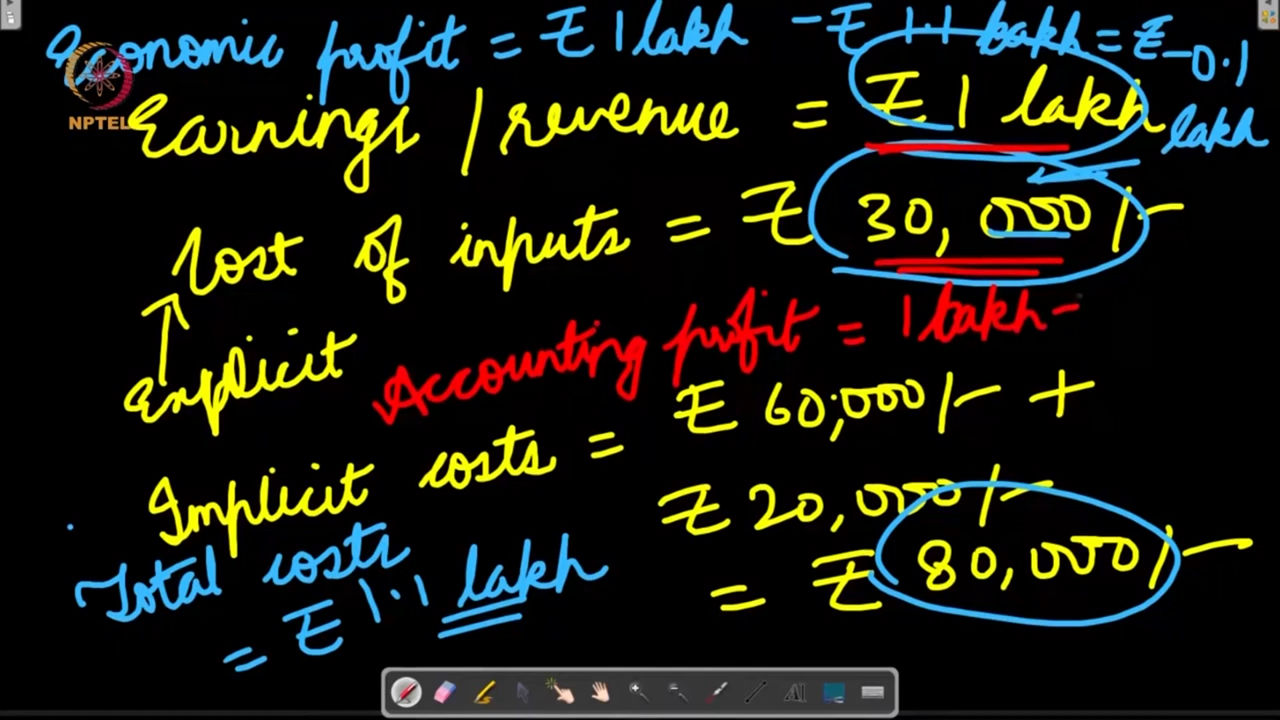 Economic profit = ₹ 1 lakh - ₹ 1.1 lakh = ₹ -0.1 lakh
NPTEL
Earnings / revenue = ₹ 1 lakh
Cost of inputs = ₹ 30,000/-
Explicit
Accounting profit = 1 lakh -
Implicit costs = ₹ 60,000/- +
₹ 20,000/-
= ₹ 80,000/-
Total costs
= ₹ 1.1 lakh